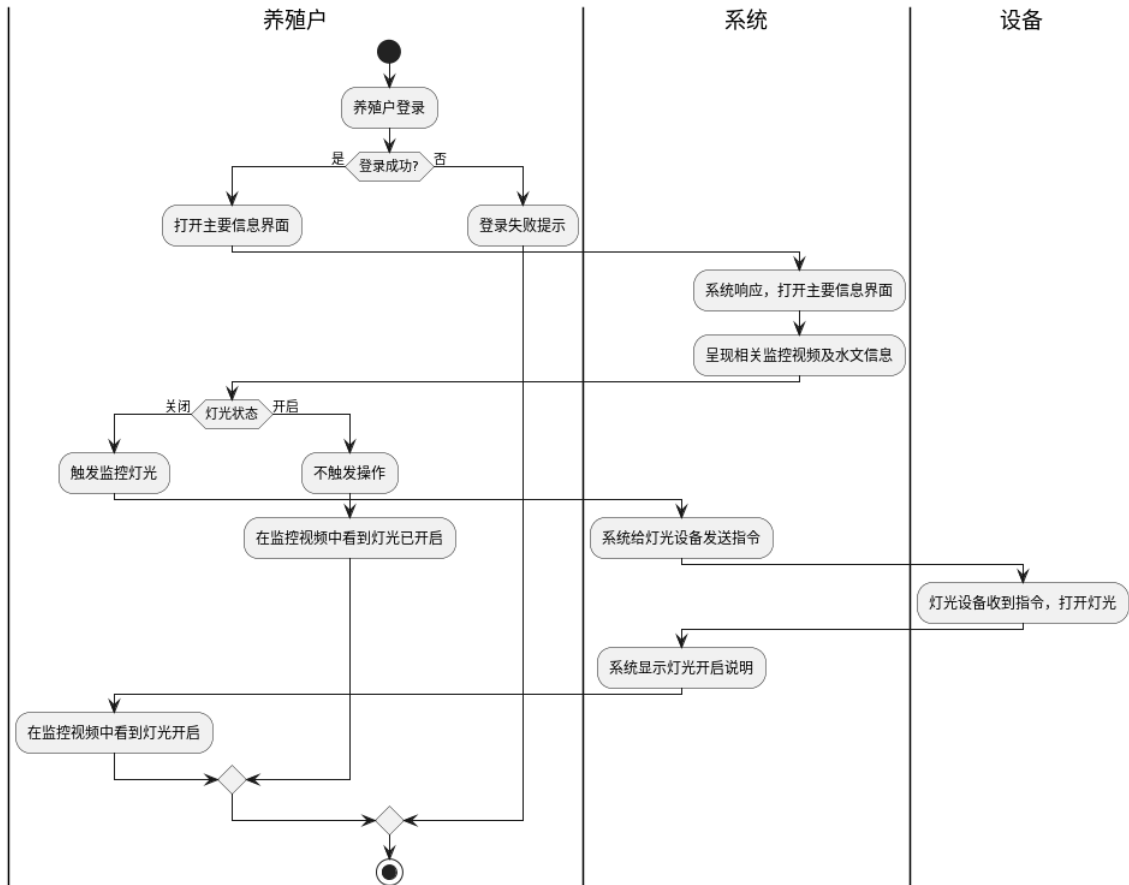 养殖户
系统
设备
养殖户登录
是
登录成功?
否
打开主要信息界面
登录失败提示
系统响应，打开主要信息界面
呈现相关监控视频及水文信息
关闭
灯光状态
开启
触发监控灯光
不触发操作
在监控视频中看到灯光已开启
系统给灯光设备发送指令
灯光设备收到指令，打开灯光
系统显示灯光开启说明
在监控视频中看到灯光开启